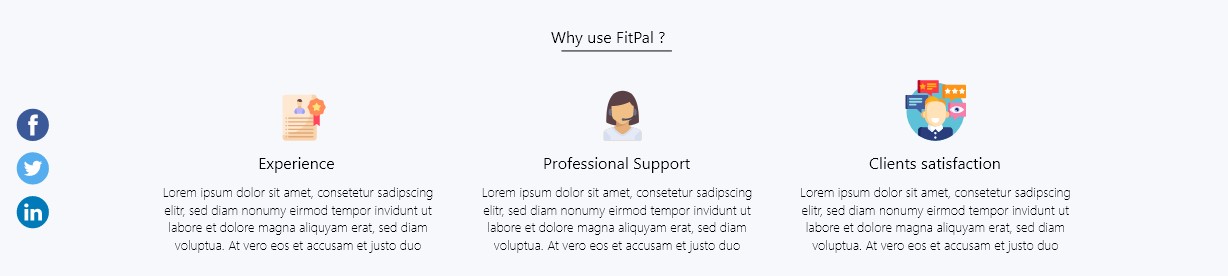 Why use FitPal ?
Experience
Lorem ipsum dolor sit amet, consetetur sadipscing
elitr, sed diam nonumy eirmod tempor invidunt ut
labore et dolore magna aliquyam erat, sed diam
voluptua. At vero eos et accusam et justo duo
Professional Support
Lorem ipsum dolor sit amet, consetetur sadipscing
elitr, sed diam nonumy eirmod tempor invidunt ut
labore et dolore magna aliquyam erat, sed diam
voluptua. At vero eos et accusam et justo duo
Clients satisfaction
Lorem ipsum dolor sit amet, consetetur sadipscing
elitr, sed diam nonumy eirmod tempor invidunt ut
labore et dolore magna aliquyam erat, sed diam
voluptua. At vero eos et accusam et justo duo
f
in